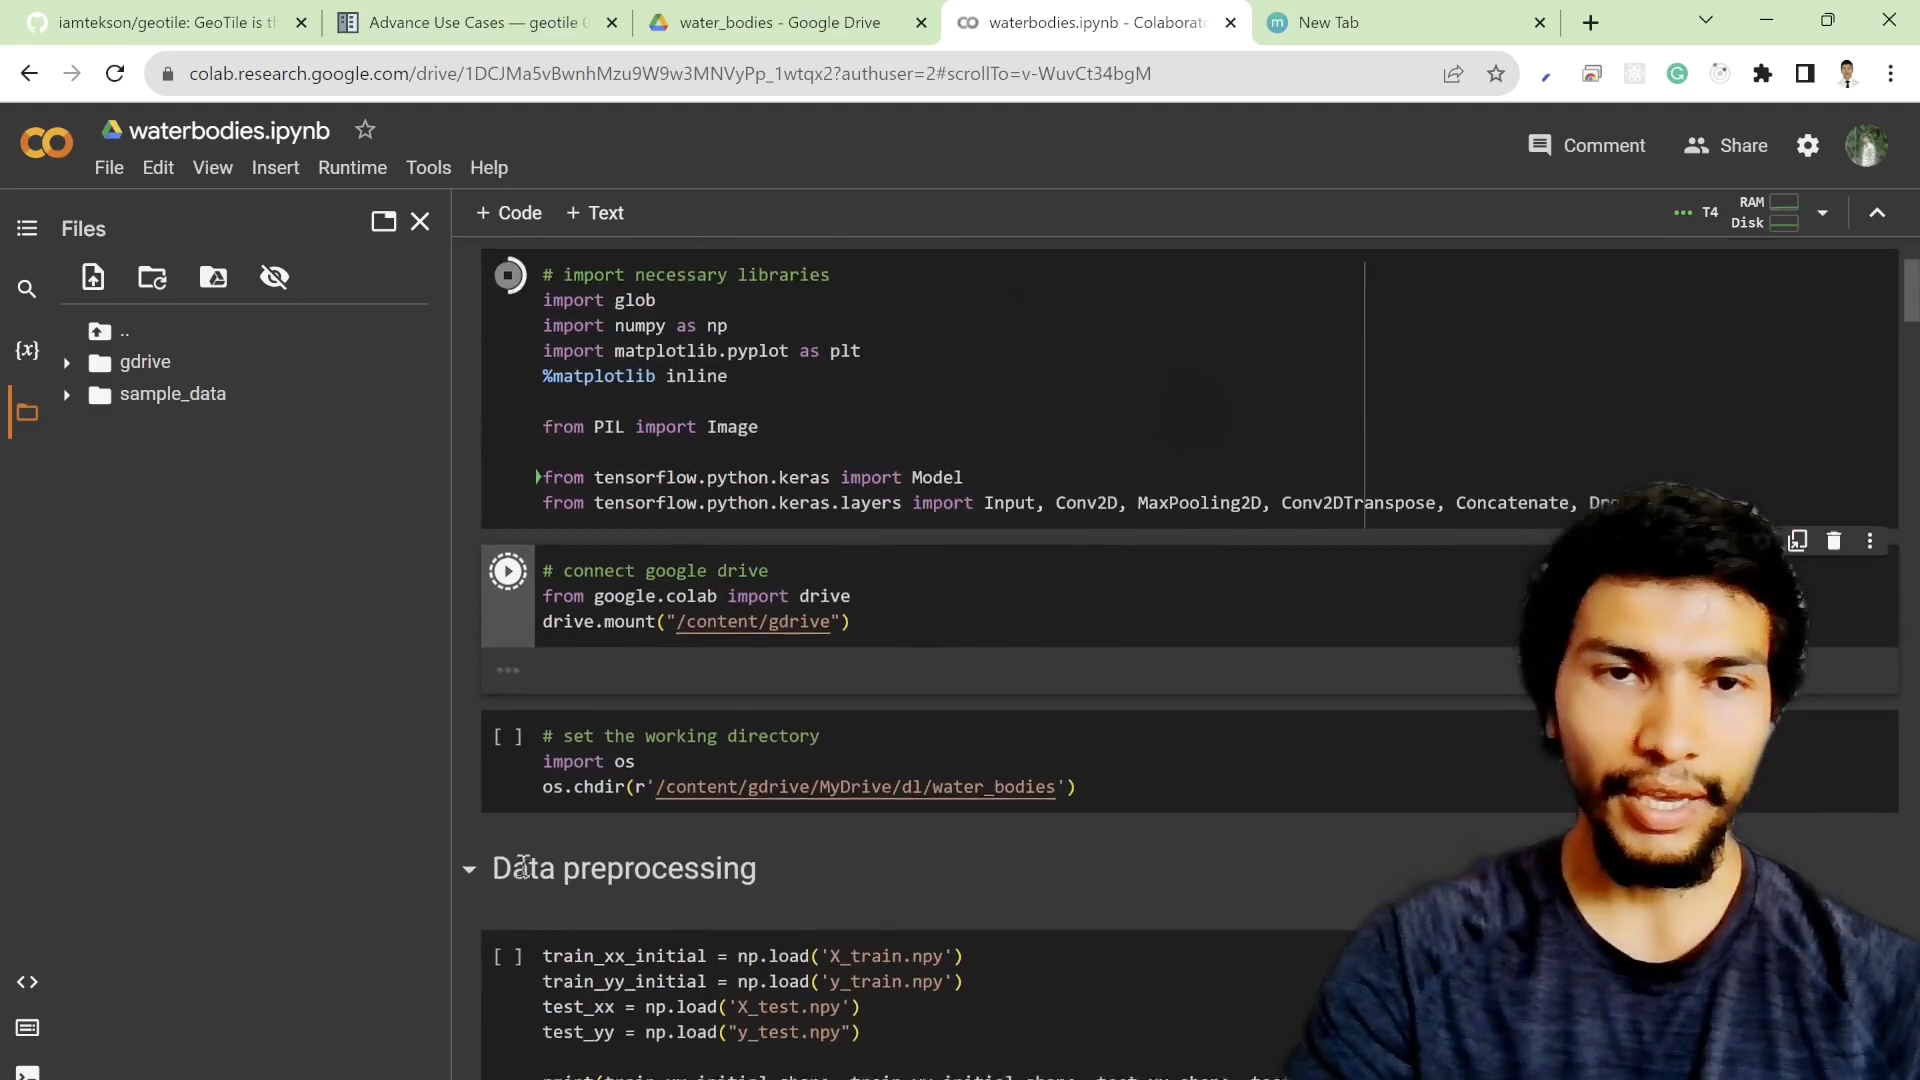 iamtekson/geotile: GeoTile is th
Advance Use Cases — geotile 0
water_bodies - Google Drive
waterbodies.ipynb - Colaborato
New Tab
colab.research.google.com/drive/1DCJMa5vBwnhMzu9W9w3MNVyPp_1wtqx2?authuser=2#scrollTo=v-WuvCt34bgM
waterbodies.ipynb
Comment
Share
File Edit View Insert Runtime Tools Help
Files
+ Code + Text
T4
RAM
Disk
..
gdrive
sample_data
{x}
# import necessary libraries
import glob
import numpy as np
import matplotlib.pyplot as plt
%matplotlib inline
from PIL import Image
from tensorflow.python.keras import Model
from tensorflow.python.keras.layers import Input, Conv2D, MaxPooling2D, Conv2DTranspose, Concatenate,
# connect google drive
from google.colab import drive
drive.mount("/content/gdrive")
[ ] # set the working directory
import os
os.chdir(r'/content/gdrive/MyDrive/dl/water_bodies')
Data preprocessing
[ ] train_xx_initial = np.load('X_train.npy')
train_yy_initial = np.load('y_train.npy')
test_xx = np.load('X_test.npy')
test_yy = np.load("y_test.npy")